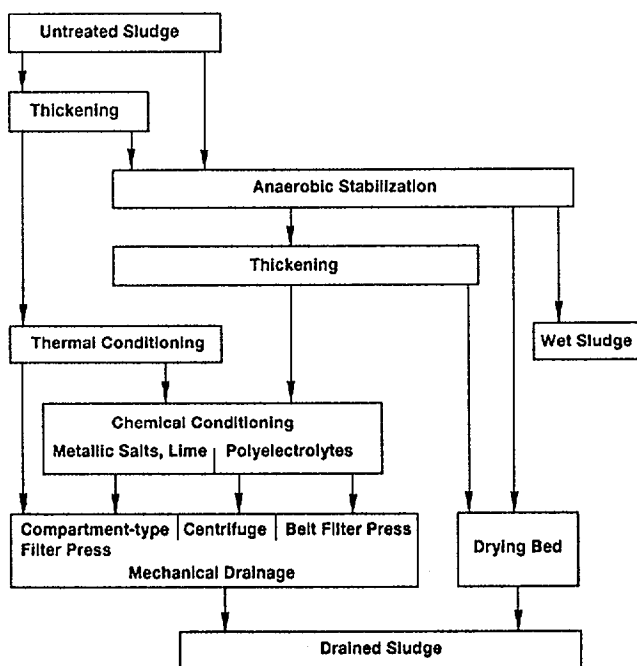 Untreated Sludge
Thickening
Anaerobic Stabilization
Thickening
Thermal Conditioning
Wet Sludge
Chemical Conditioning
Metallic Salts, Lime
Polyelectrolytes
Compartment-type
Filter Press
Centrifuge
Belt Filter Press
Mechanical Drainage
Drying Bed
Drained Sludge